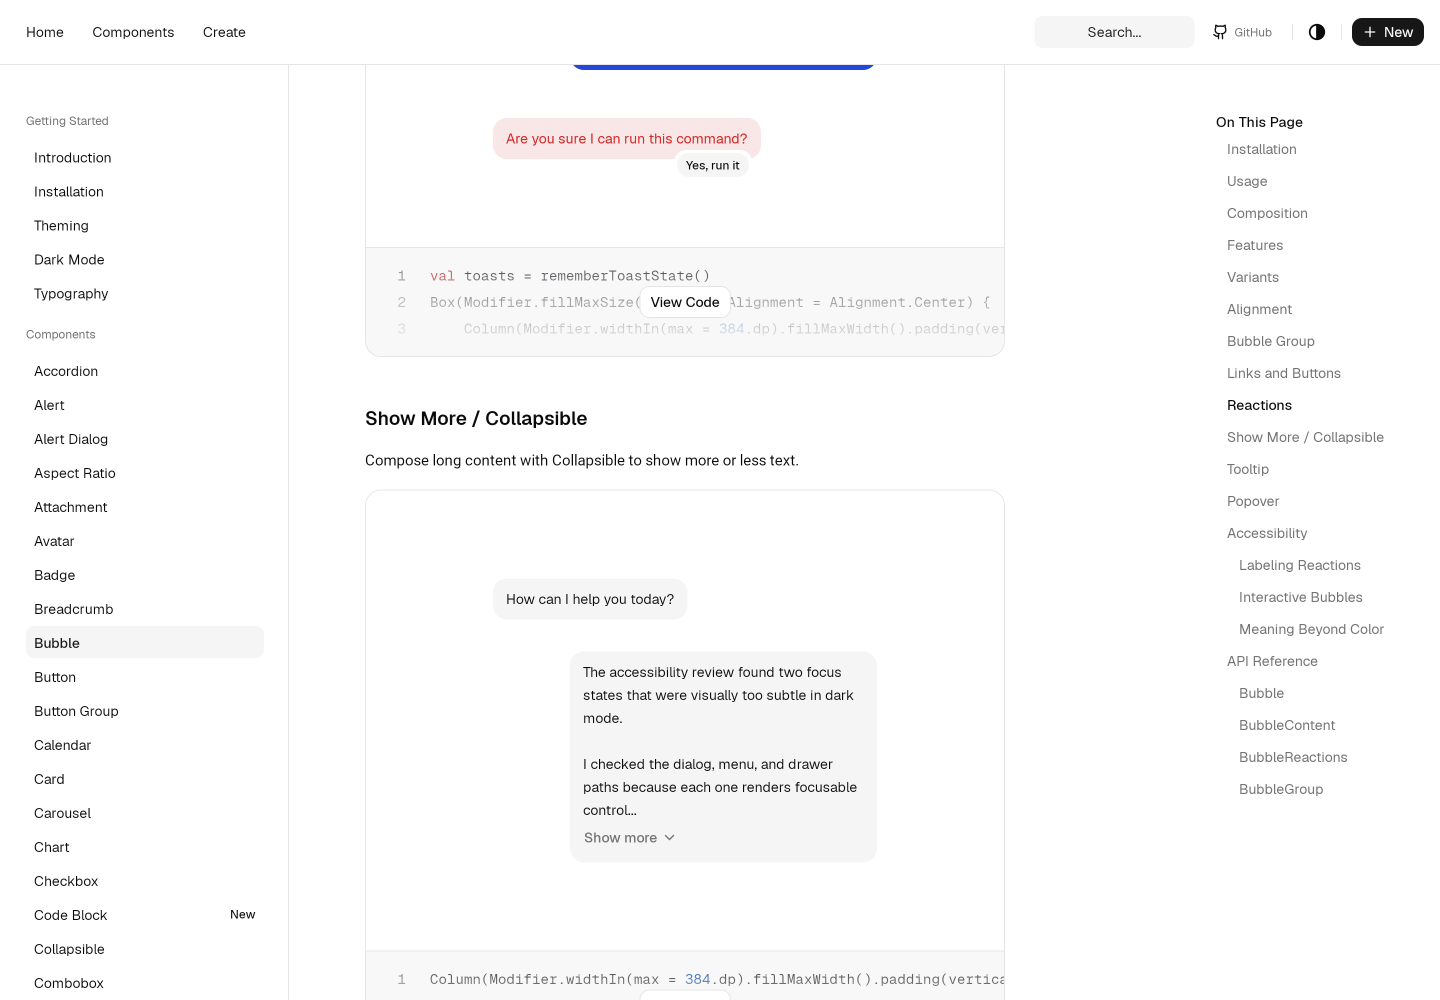 Home
Components
Create
Search...
GitHub
New
Getting Started
Introduction
Installation
Theming
Dark Mode
Typography
Components
Accordion
Alert
Alert Dialog
Aspect Ratio
Attachment
Avatar
Badge
Breadcrumb
Bubble
Button
Button Group
Calendar
Card
Carousel
Chart
Checkbox
Code Block New
Collapsible
Combobox
Are you sure I can run this command?
Yes, run it
1 val toasts = rememberToastState()
2 Box(Modifier.fillMaxSize( Alignment = Alignment.Center) {
View Code
3 Column(Modifier.widthIn(max = 384.dp).fillMaxWidth().padding(ver
Show More / Collapsible
Compose long content with Collapsible to show more or less text.
How can I help you today?
The accessibility review found two focus
states that were visually too subtle in dark
mode.
I checked the dialog, menu, and drawer
paths because each one renders focusable
control...
Show more
1 Column(Modifier.widthIn(max = 384.dp).fillMaxWidth().padding(vertica
On This Page
Installation
Usage
Composition
Features
Variants
Alignment
Bubble Group
Links and Buttons
Reactions
Show More / Collapsible
Tooltip
Popover
Accessibility
Labeling Reactions
Interactive Bubbles
Meaning Beyond Color
API Reference
Bubble
BubbleContent
BubbleReactions
BubbleGroup